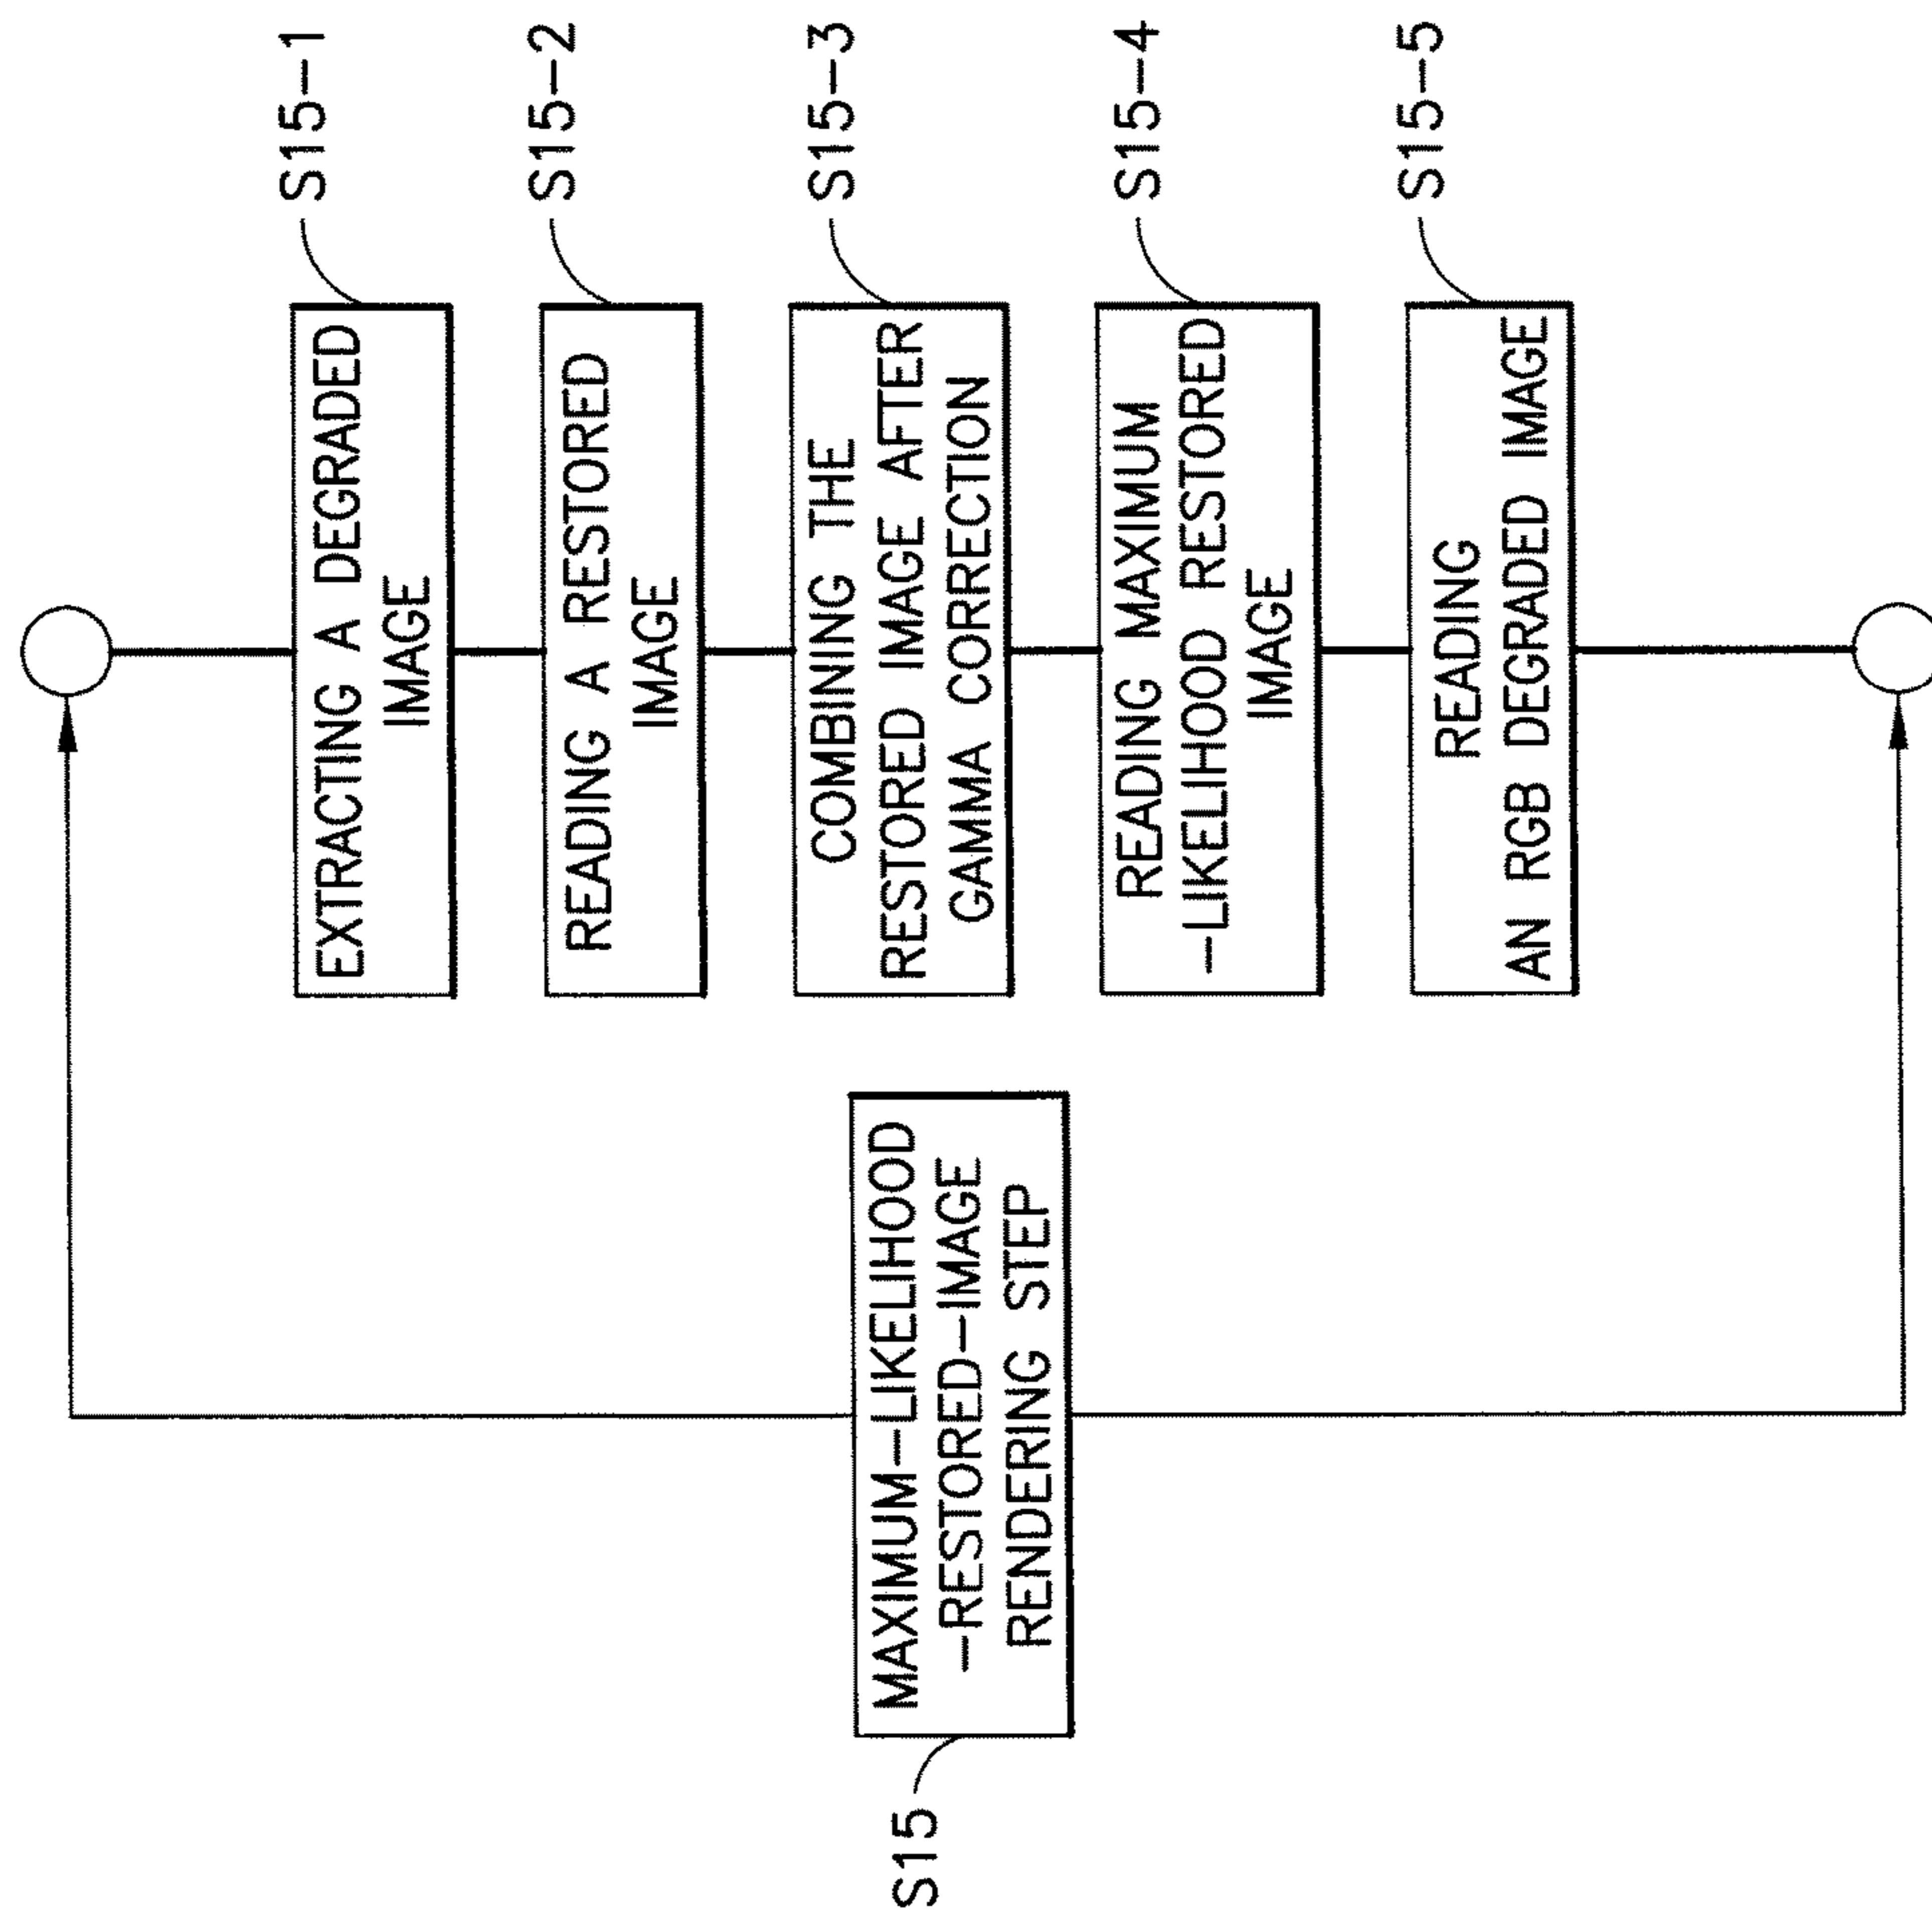 S15
MAXIMUM-LIKELIHOOD
-RESTORED-IMAGE
RENDERING STEP
EXTRACTING A DEGRADED
IMAGE
S15-1
READING A RESTORED
IMAGE
S15-2
COMBINING THE
RESTORED IMAGE AFTER
GAMMA CORRECTION
S15-3
READING MAXIMUM
-LIKELIHOOD RESTORED
IMAGE
S15-4
READING
AN RGB DEGRADED IMAGE
S15-5